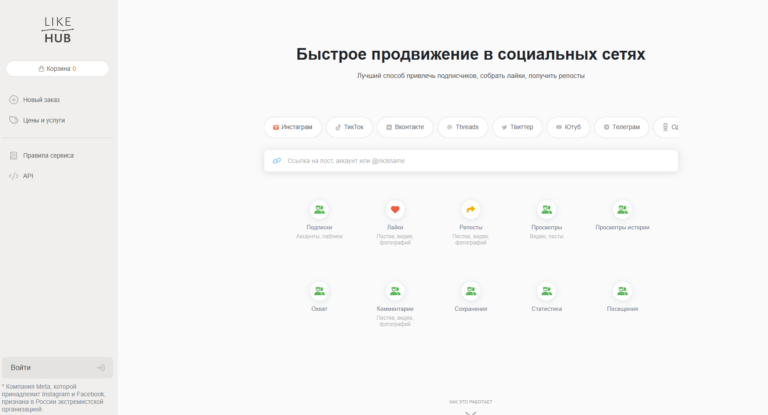 LIKE
HUB
Корзина 0
Новый заказ
Цены и услуги
Правила сервиса
API
Войти
* Компания Meta, которой
принадлежит Instagram и Facebook,
признана в России экстремистской
организацией.
Быстрое продвижение в социальных сетях
Лучший способ привлечь подписчиков, собрать лайки, получить репосты
Инстаграм ТикТок Вконтакте Threads Твиттер Ютуб Телеграм Од
Ссылка на пост, аккаунт или @nickname
Подписки Лайки Репосты Просмотры Просмотры истории
Аккаунты, паблики Постов, видео, Постов, видео, Видео, посты
фотографий фотографий
Охват Комментарии Сохранения Статистика Посещения
Постов, видео,
фотографий
КАК ЭТО РАБОТАЕТ